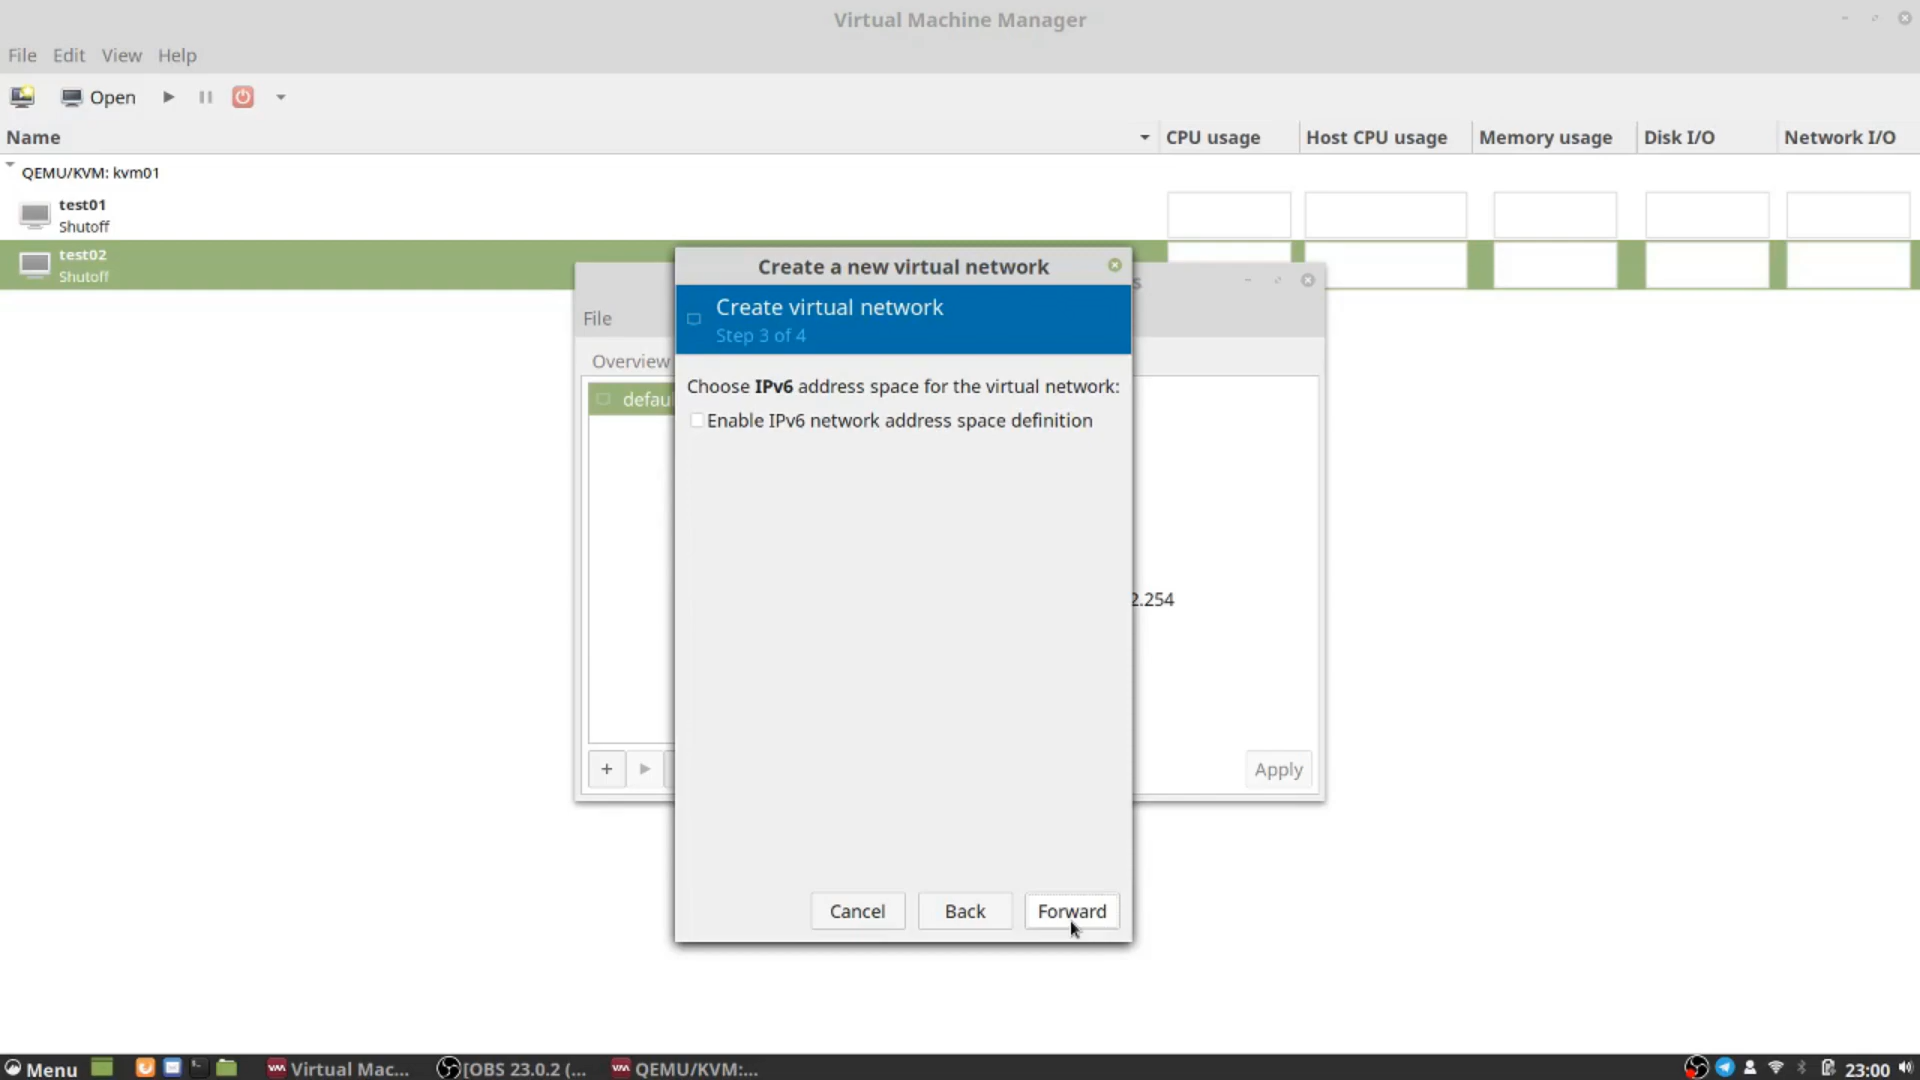 Virtual Machine Manager
File Edit View Help
Open
Name CPU usage Host CPU usage Memory usage Disk I/O Network I/O
QEMU/KVM: kvm01
test01
Shutoff
test02
Shutoff
Create a new virtual network
Create virtual network
Step 3 of 4
File
Overview
Choose IPv6 address space for the virtual network:
defau
Enable IPv6 network address space definition
2.254
+
Apply
Cancel Back Forward
Menu Virtual Mac... [OBS 23.0.2 (... QEMU/KVM:... 23:00